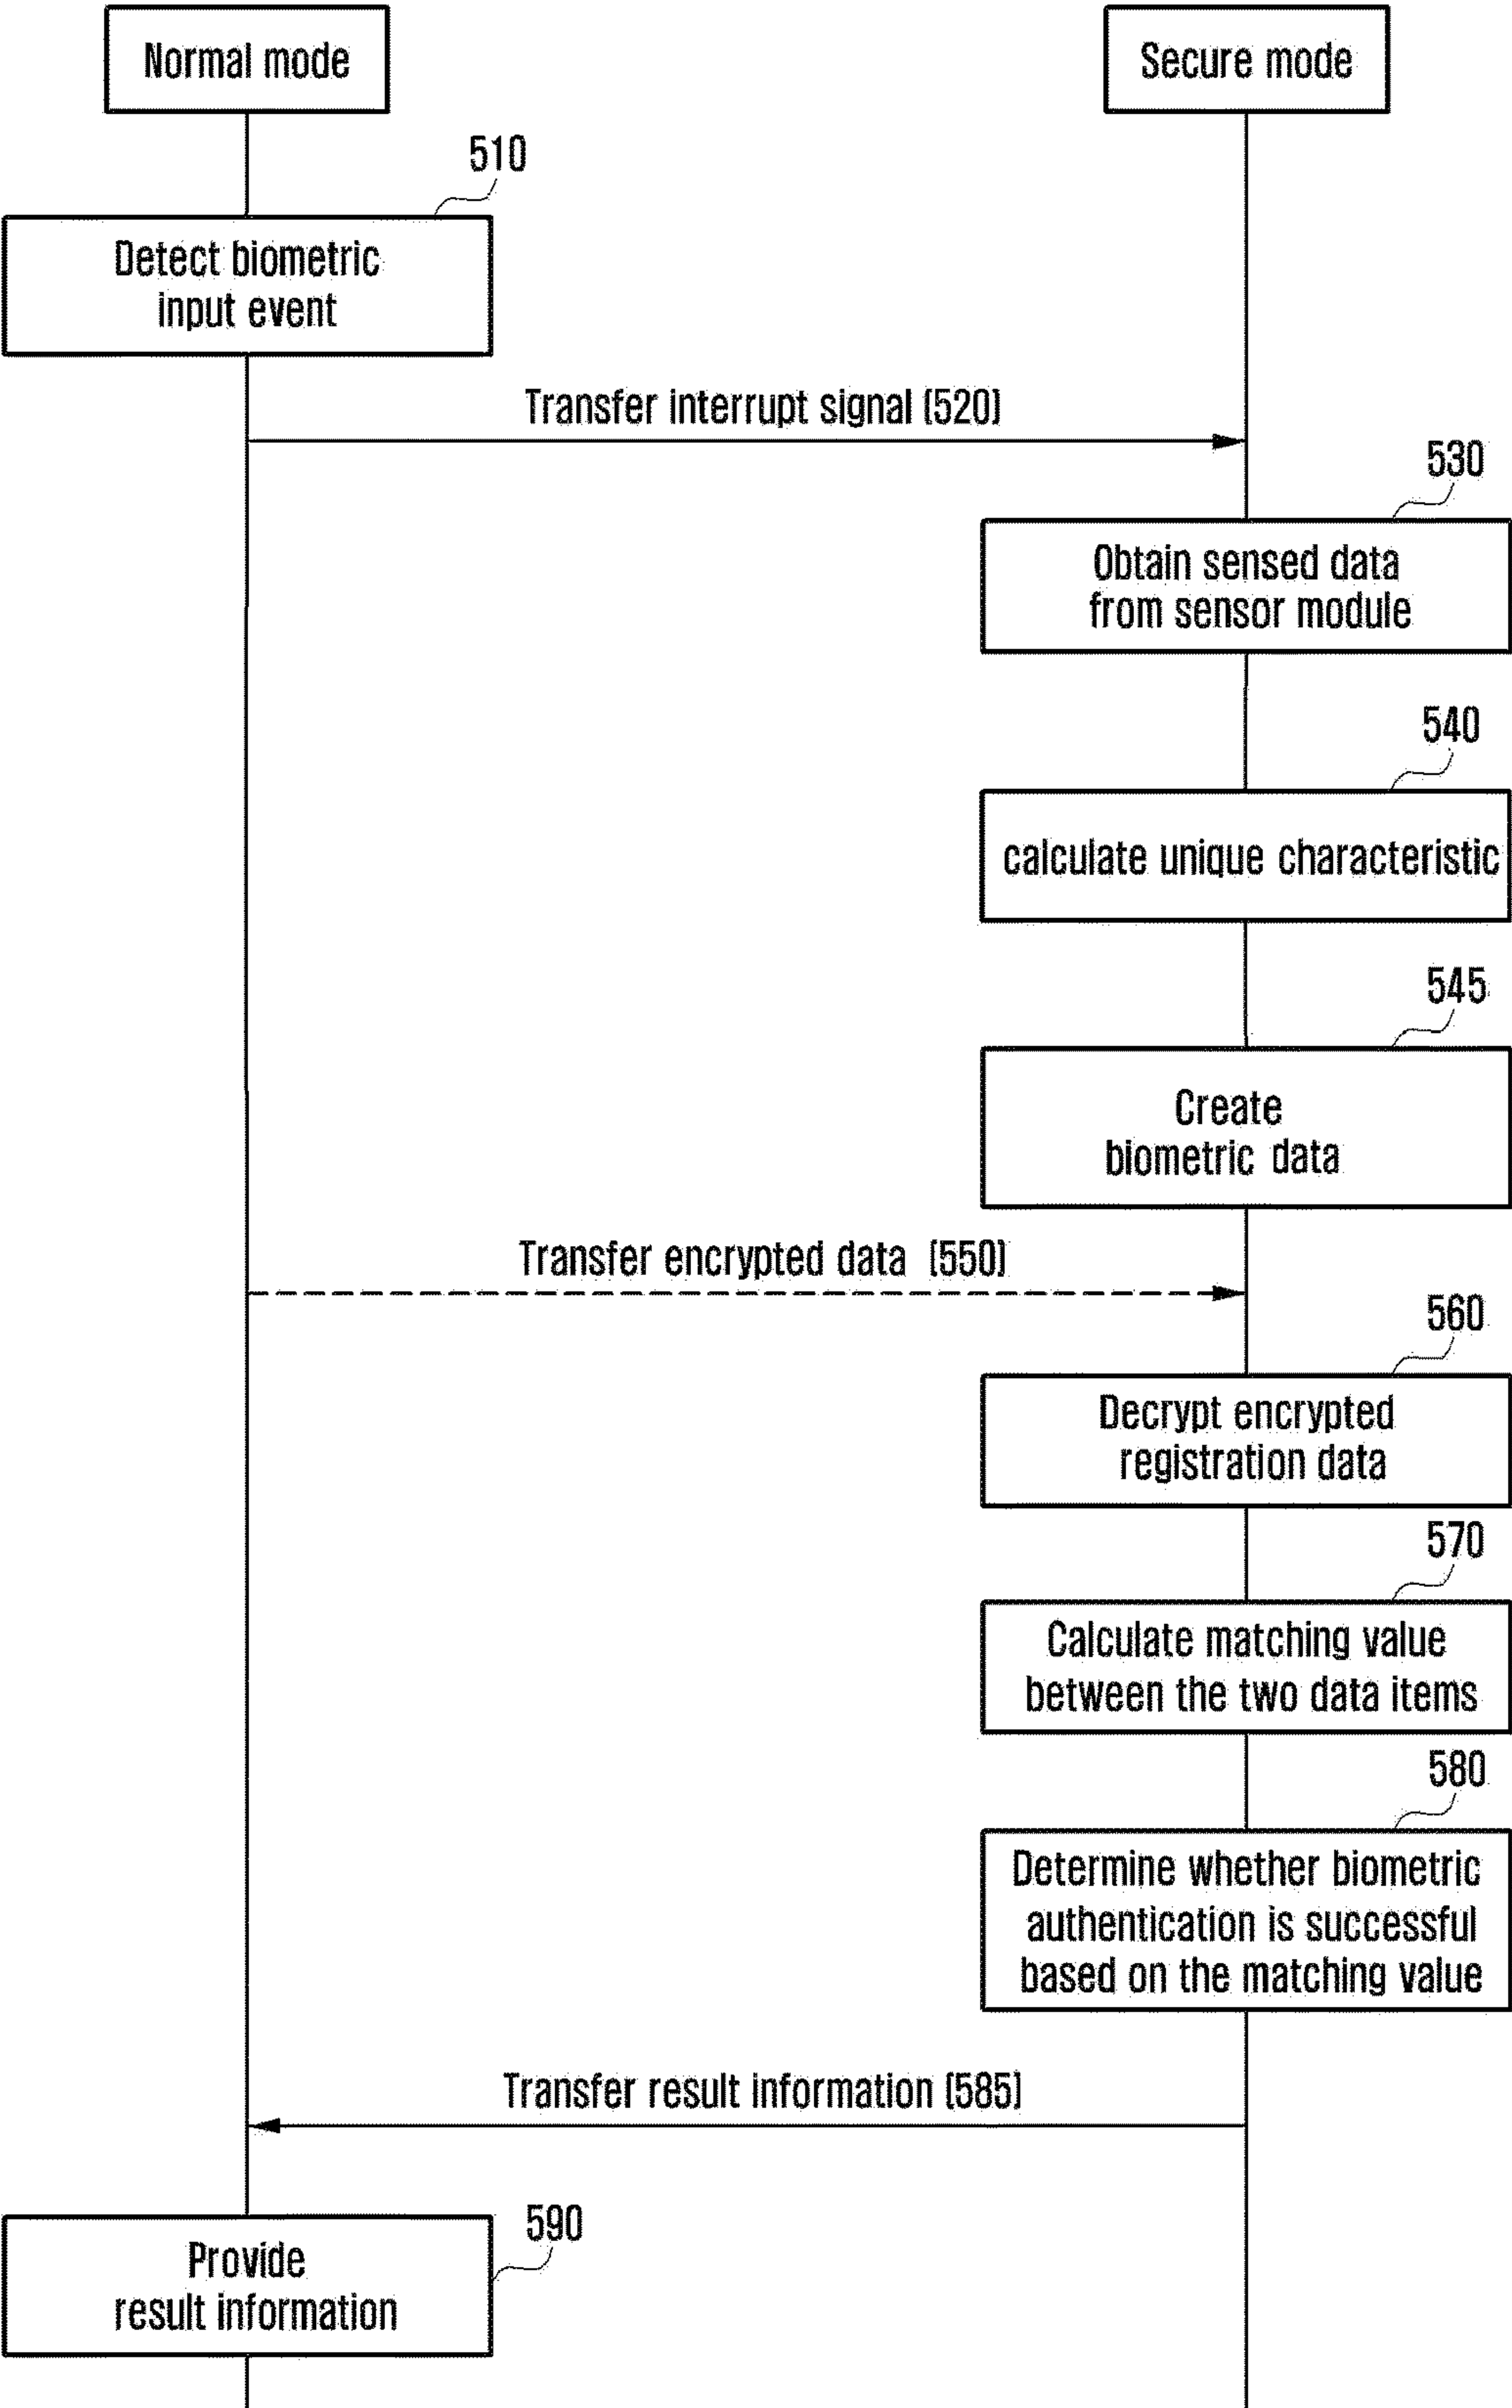 Normal mode
Secure mode
510
Detect biometric
input event
Transfer interrupt signal (520)
530
Obtain sensed data
from sensor module
540
calculate unique characteristic
545
Create
biometric data
Transfer encrypted data (550)
560
Decrypt encrypted
registration data
570
Calculate matching value
between the two data items
580
Determine whether biometric
authentication is successful
based on the matching value
Transfer result information (585)
590
Provide
result information